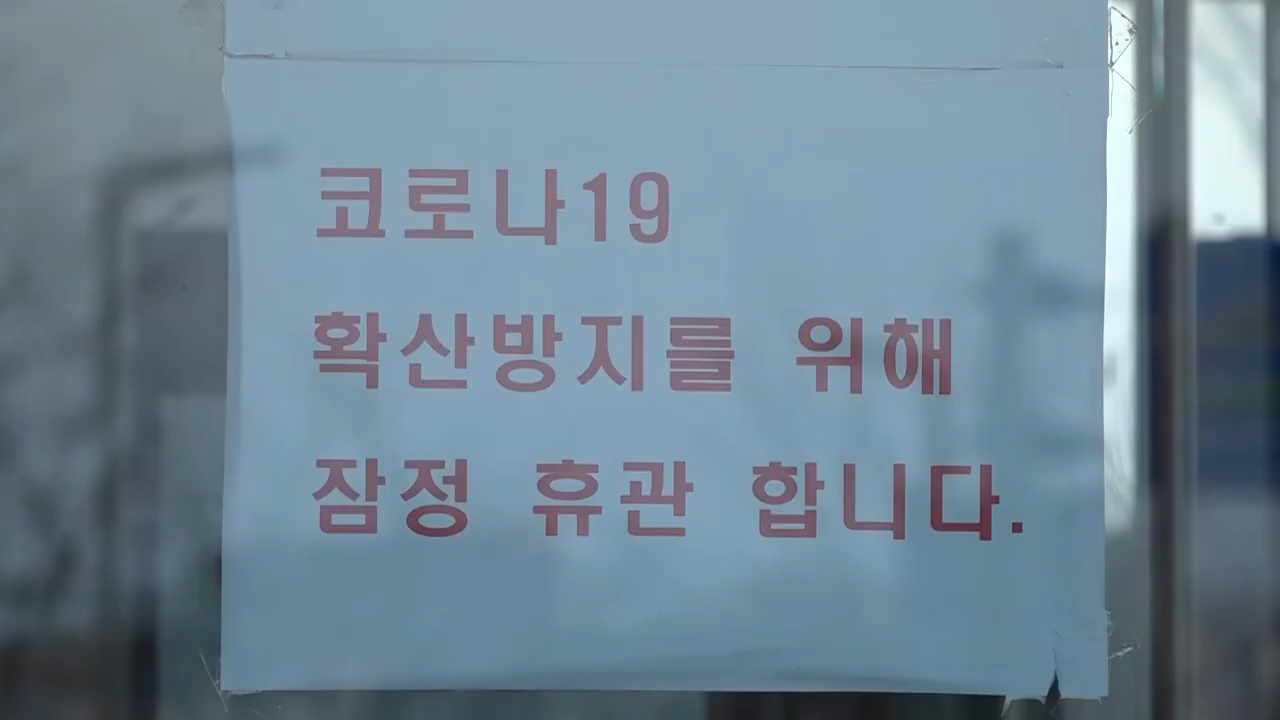 코로나19
확산방지를 위해
잠정 휴관 합니다.